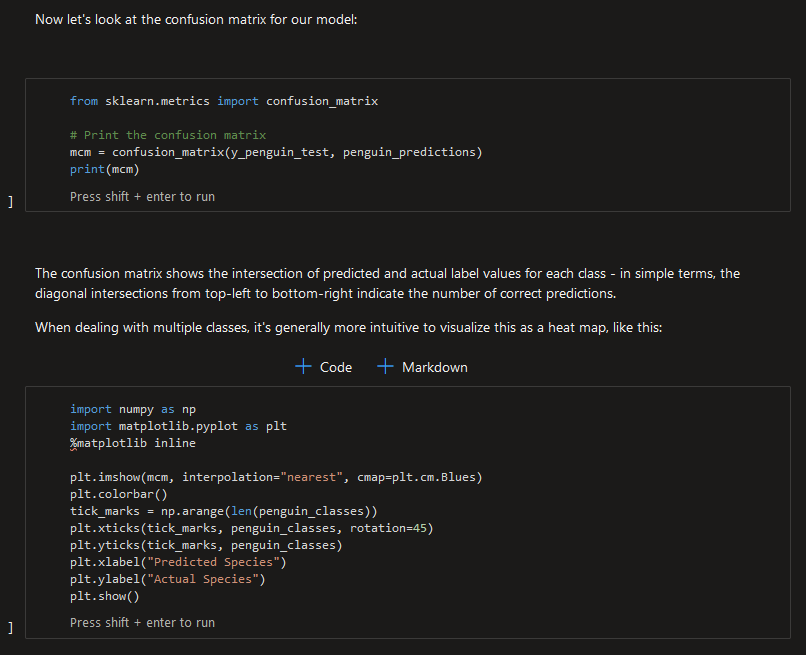 Now let's look at the confusion matrix for our model:
from sklearn.metrics import confusion_matrix
# Print the confusion matrix
mcm = confusion_matrix(y_penguin_test, penguin_predictions)
print(mcm)
Press shift + enter to run
]
The confusion matrix shows the intersection of predicted and actual label values for each class - in simple terms, the
diagonal intersections from top-left to bottom-right indicate the number of correct predictions.
When dealing with multiple classes, it's generally more intuitive to visualize this as a heat map, like this:
+ Code + Markdown
import numpy as np
import matplotlib.pyplot as plt
%matplotlib inline
plt.imshow(mcm, interpolation="nearest", cmap=plt.cm.Blues)
plt.colorbar()
tick_marks = np.arange(len(penguin_classes))
plt.xticks(tick_marks, penguin_classes, rotation=45)
plt.yticks(tick_marks, penguin_classes)
plt.xlabel("Predicted Species")
plt.ylabel("Actual Species")
plt.show()
Press shift + enter to run
]